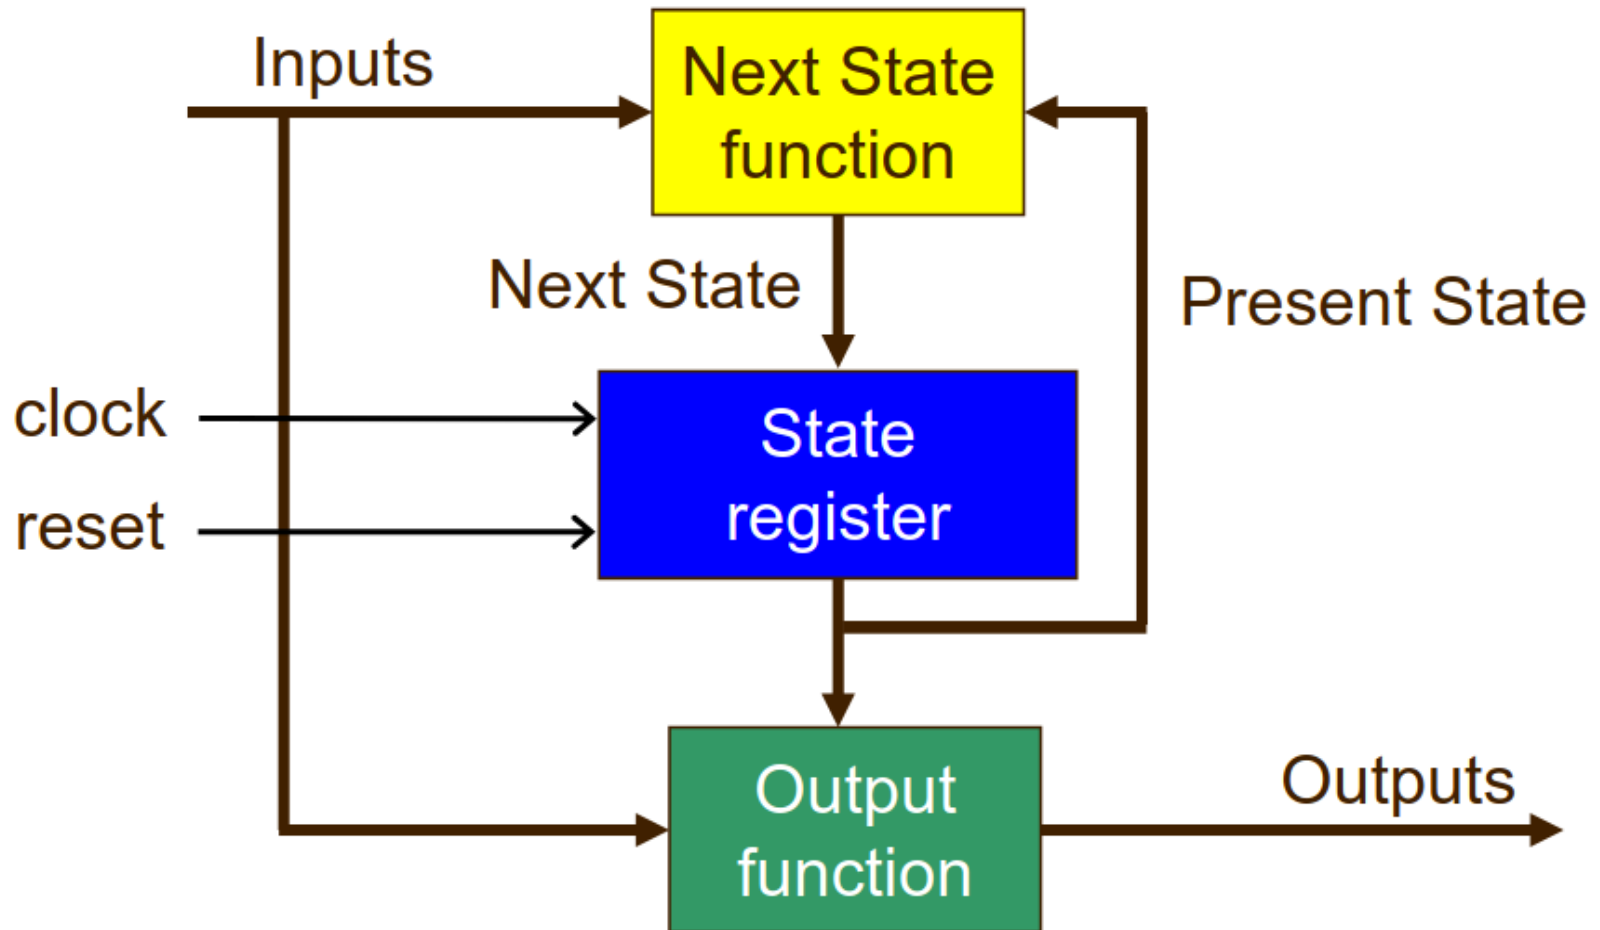 Inputs
Next State
function
Next State
Present State
clock
reset
State
register
Output
function
Outputs